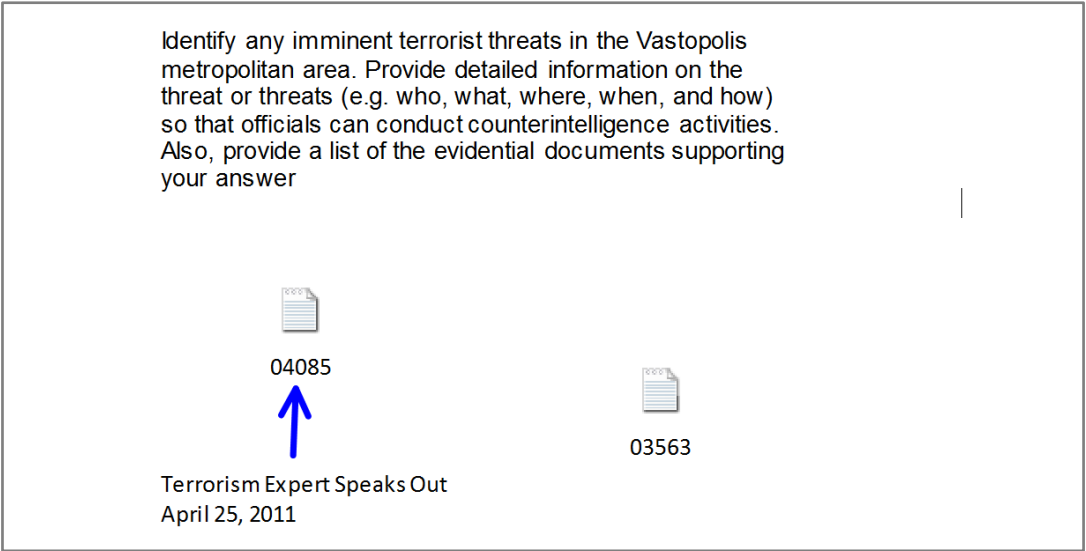 Identify any imminent terrorist threats in the Vastopolis
metropolitan area. Provide detailed information on the
threat or threats (e.g. who, what, where, when, and how)
so that officials can conduct counterintelligence activities.
Also, provide a list of the evidential documents supporting
your answer
04085
03563
Terrorism Expert Speaks Out
April 25, 2011